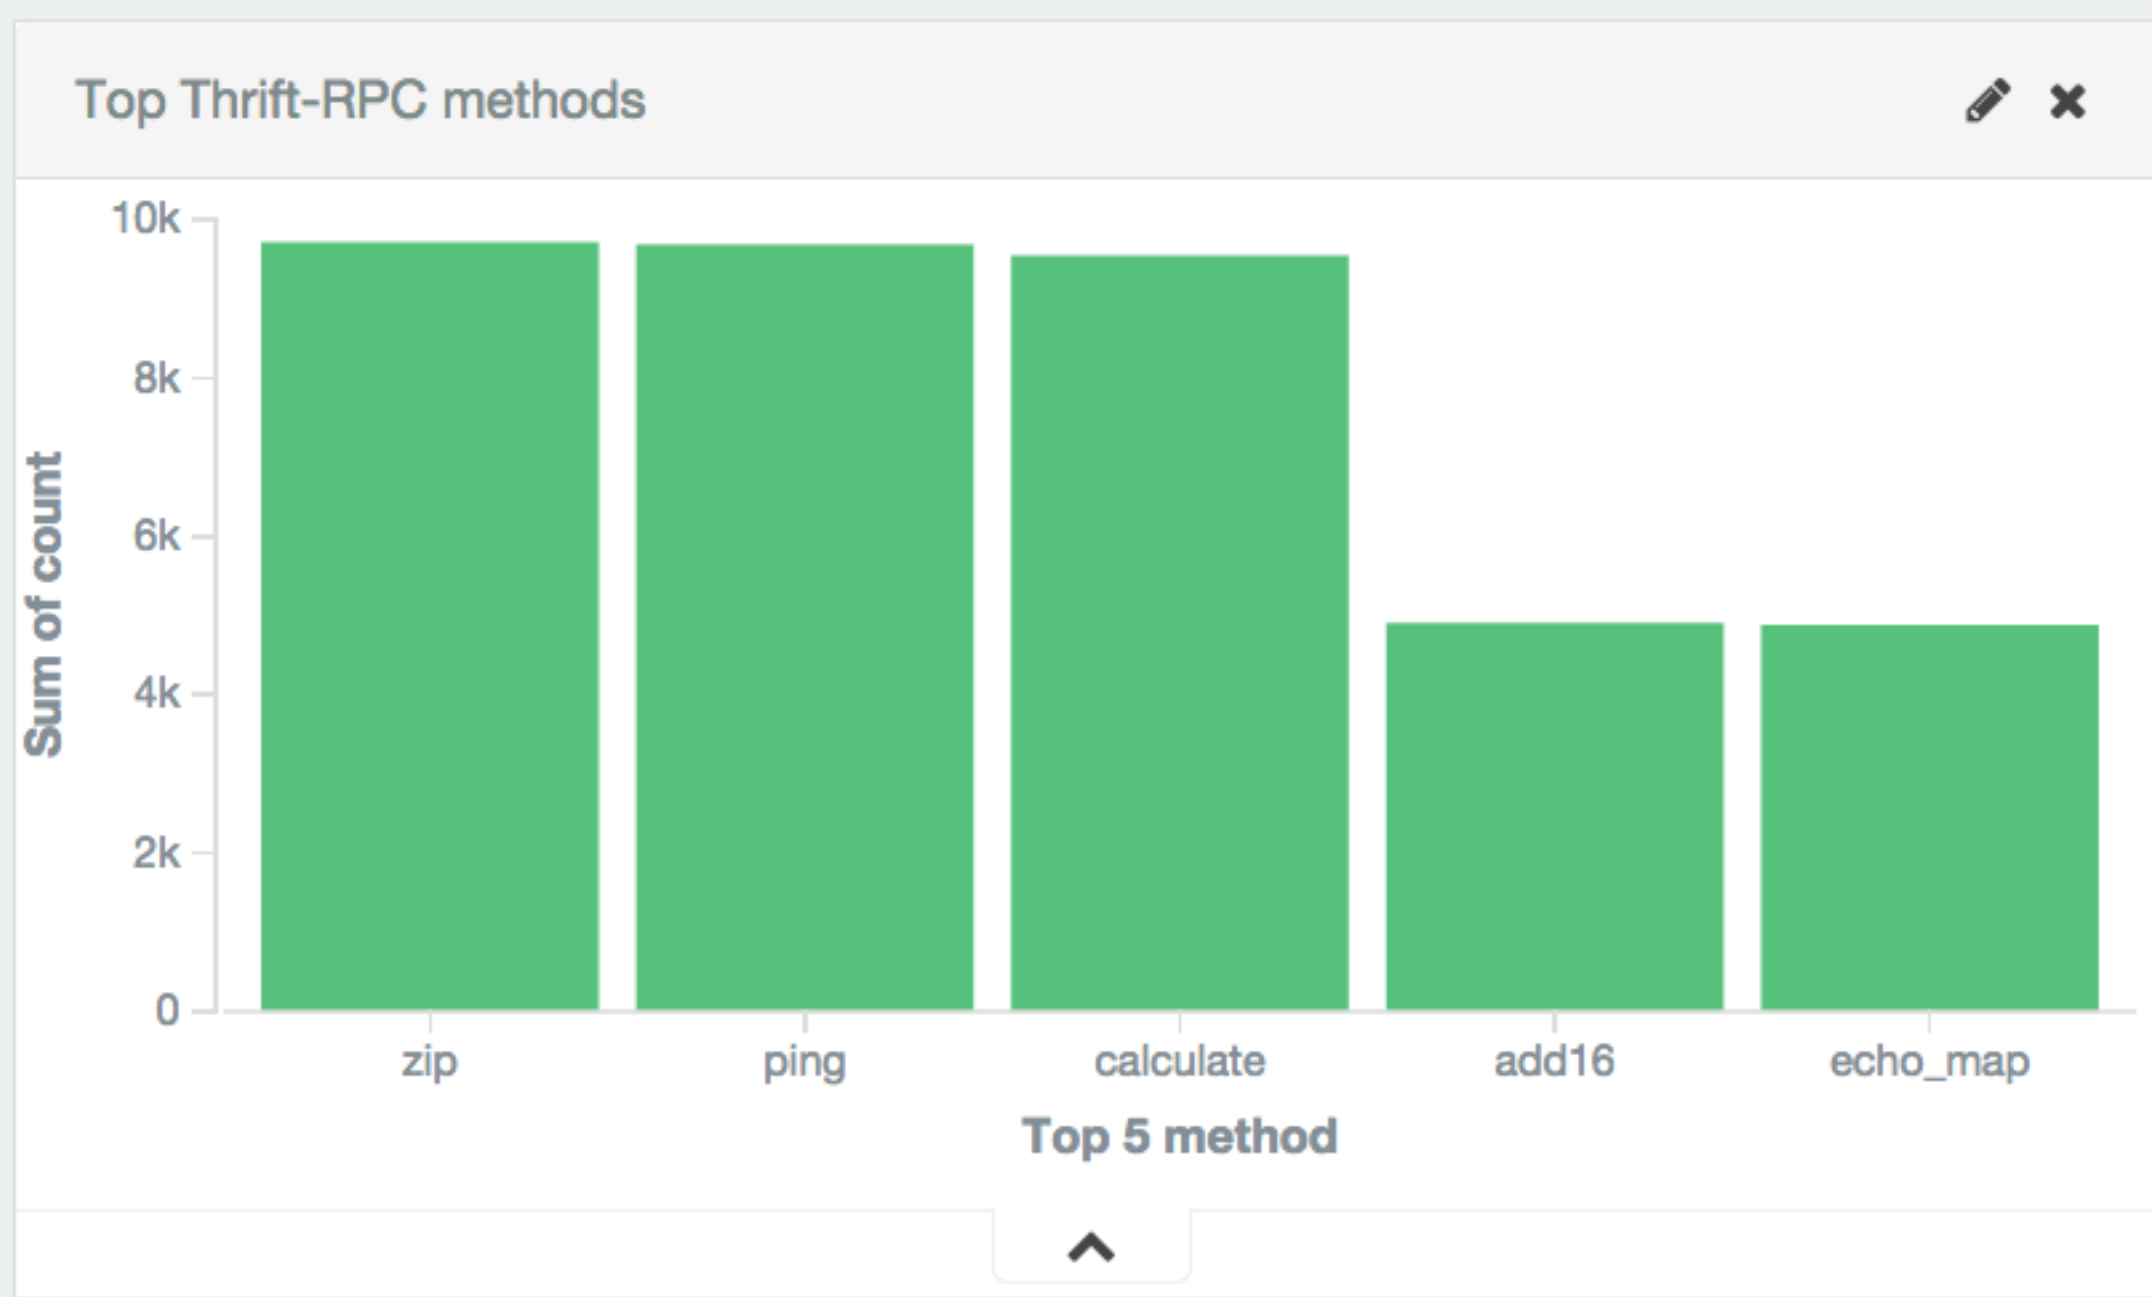 Top Thrift-RPC methods
10k
8k
6k
4k
2k
0
Sum of count
zip ping calculate add16 echo_map
Top 5 method